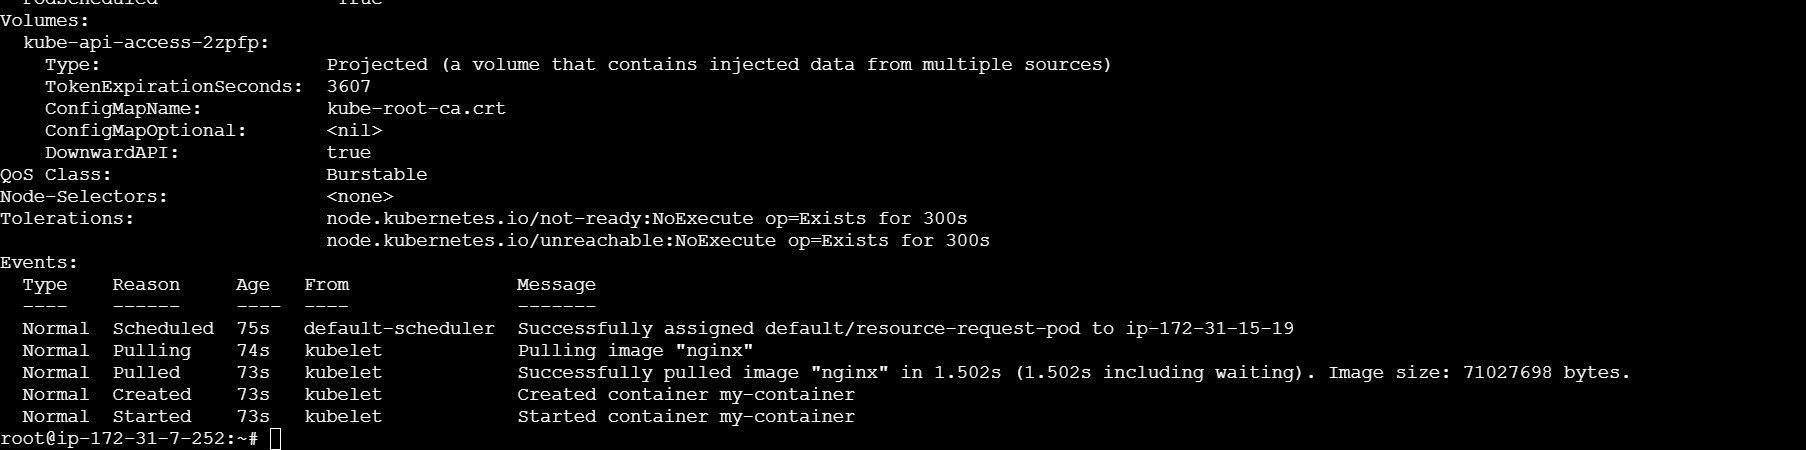 PodScheduled                True
Volumes:
  kube-api-access-2zpfp:
    Type:                    Projected (a volume that contains injected data from multiple sources)
    TokenExpirationSeconds:  3607
    ConfigMapName:           kube-root-ca.crt
    ConfigMapOptional:       <nil>
    DownwardAPI:             true
QoS Class:                   Burstable
Node-Selectors:              <none>
Tolerations:                 node.kubernetes.io/not-ready:NoExecute op=Exists for 300s
                             node.kubernetes.io/unreachable:NoExecute op=Exists for 300s
Events:
  Type    Reason     Age   From               Message
  ----    ------     ----  ----               -------
  Normal  Scheduled  75s   default-scheduler  Successfully assigned default/resource-request-pod to ip-172-31-15-19
  Normal  Pulling    74s   kubelet            Pulling image "nginx"
  Normal  Pulled     73s   kubelet            Successfully pulled image "nginx" in 1.502s (1.502s including waiting). Image size: 71027698 bytes.
  Normal  Created    73s   kubelet            Created container my-container
  Normal  Started    73s   kubelet            Started container my-container
root@ip-172-31-7-252:~#